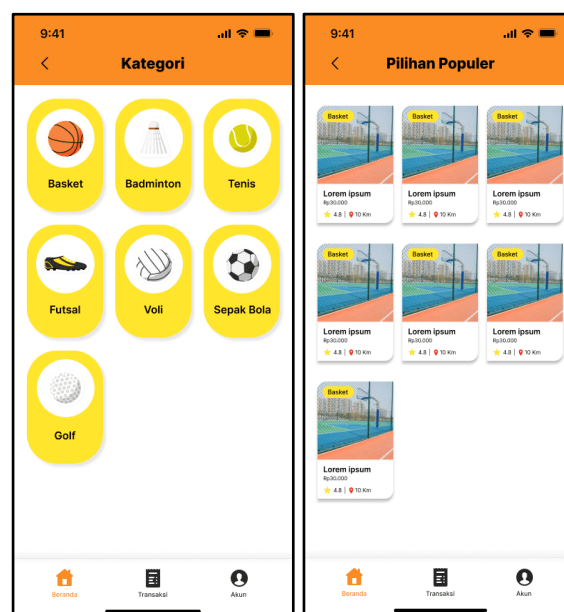 9:41
Kategori
Basket
Badminton
Tenis
Futsal
Voli
Sepak Bola
Golf
Beranda
Transaksi
Akun
9:41
Pilihan Populer
Basket
Basket
Basket
Lorem ipsum
Lorem ipsum
Lorem ipsum
Rp30.000
Rp30.000
Rp30.000
4.8 | 10 Km
4.8 | 10 Km
4.8 | 10 Km
Basket
Basket
Basket
Lorem ipsum
Lorem ipsum
Lorem ipsum
Rp30.000
Rp30.000
Rp30.000
4.8 | 10 Km
4.8 | 10 Km
4.8 | 10 Km
Basket
Lorem ipsum
Rp30.000
4.8 | 10 Km
Beranda
Transaksi
Akun